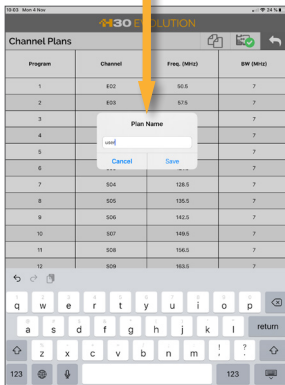 10:03 Mon 4 Nov 24 %
H30 EVOLUTION
Channel Plans
Program Channel Freq. (MHz) BW (MHz)
1 E02 50.5 7
2 E03 57.5 7
3 7
4 7
5 7
6 7
7 S04 128.5 7
8 S05 135.5 7
9 S06 142.5 7
10 S07 149.5 7
11 S08 156.5 7
12 S09 163.5 7
Plan Name
user
Cancel Save
q w e r t y u i o p
a s d f g h j k l return
z x c v b n m ! , ? .
123 123